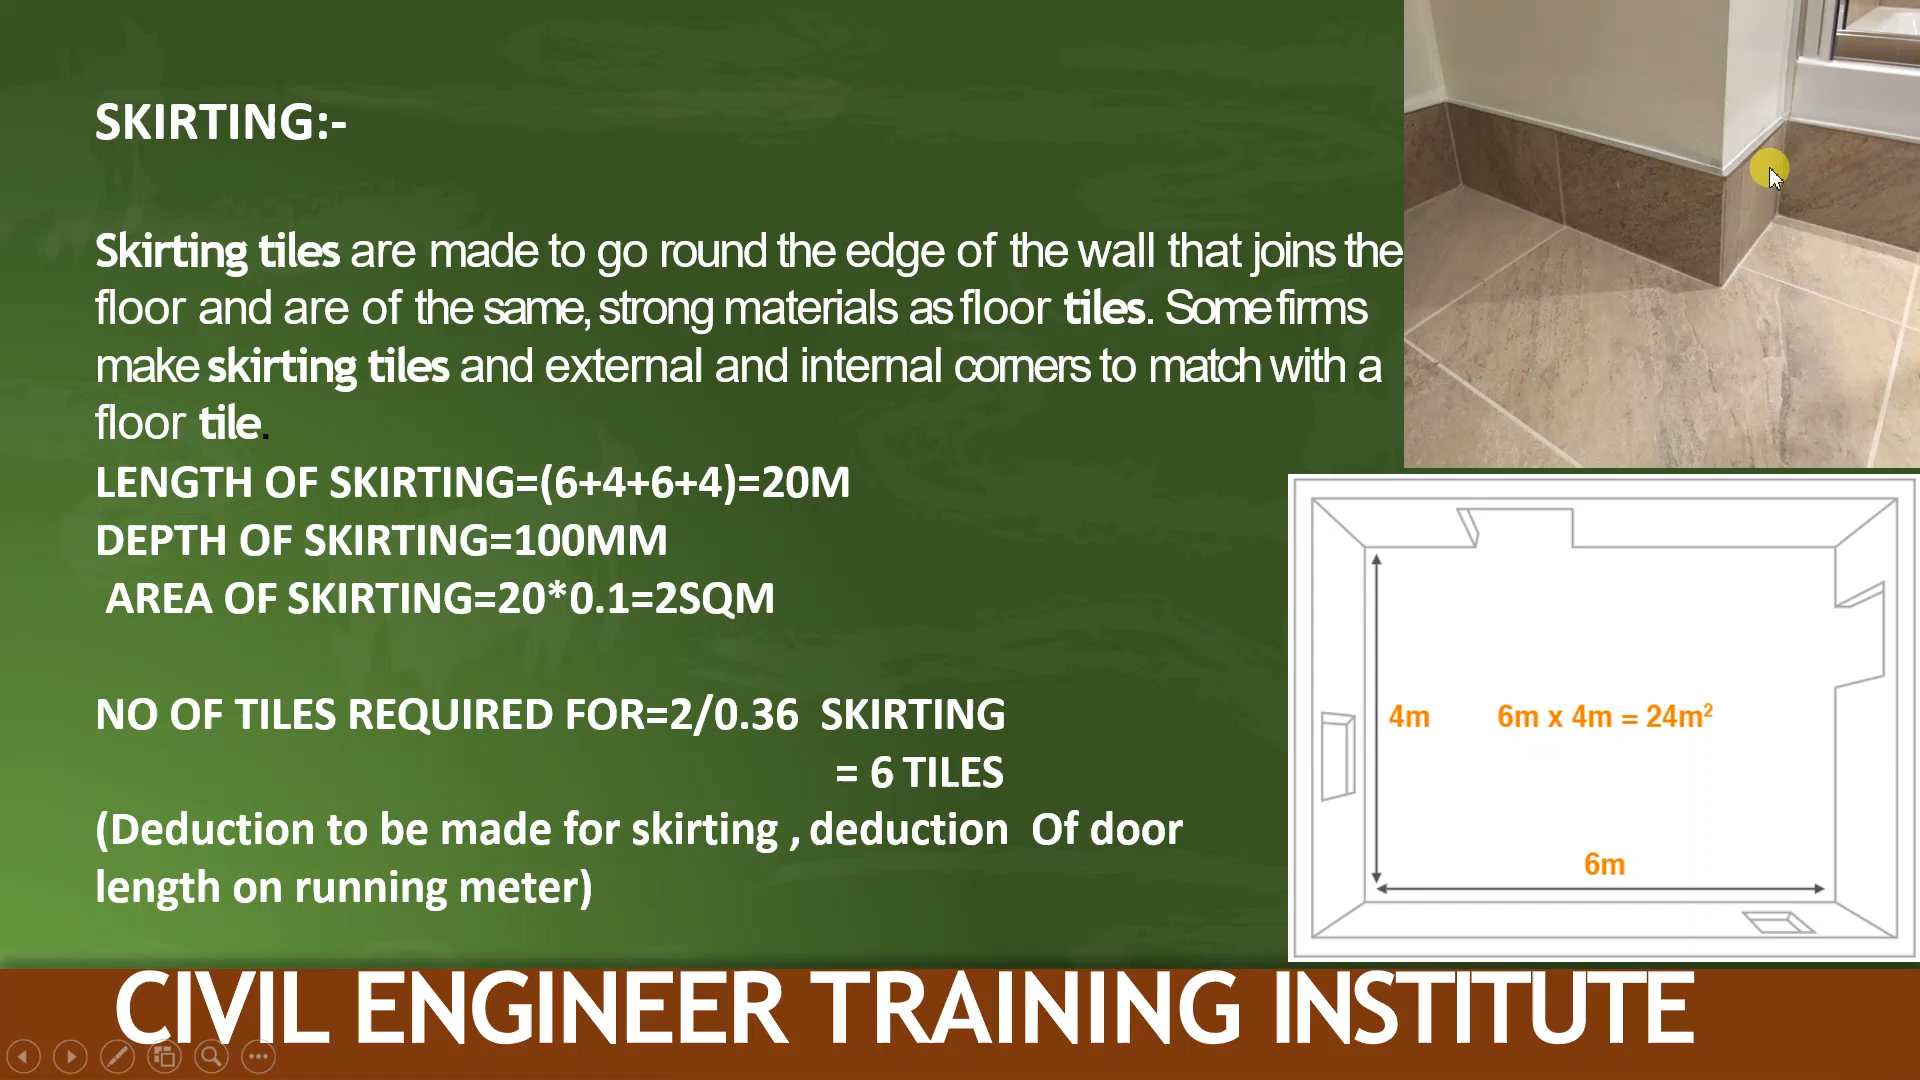 SKIRTING:-
Skirting tiles are made to go round the edge of the wall that joins the
floor and are of the same, strong materials as floor tiles. Some firms
make skirting tiles and external and internal corners to match with a
floor tile.
LENGTH OF SKIRTING=(6+4+6+4)=20M
DEPTH OF SKIRTING=100MM
AREA OF SKIRTING=20*0.1=2SQM
NO OF TILES REQUIRED FOR=2/0.36 SKIRTING
= 6 TILES
(Deduction to be made for skirting , deduction Of door
length on running meter)
4m
6m x 4m = 24m²
6m
CIVIL ENGINEER TRAINING INSTITUTE